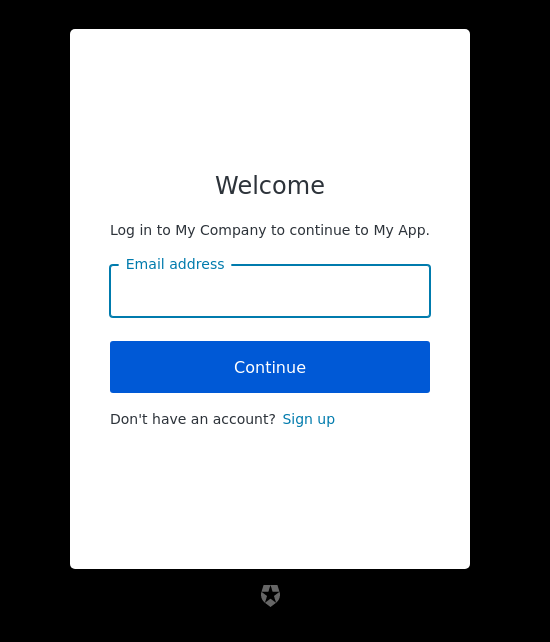 Welcome
Log in to My Company to continue to My App.
Email address
Continue
Don't have an account? Sign up